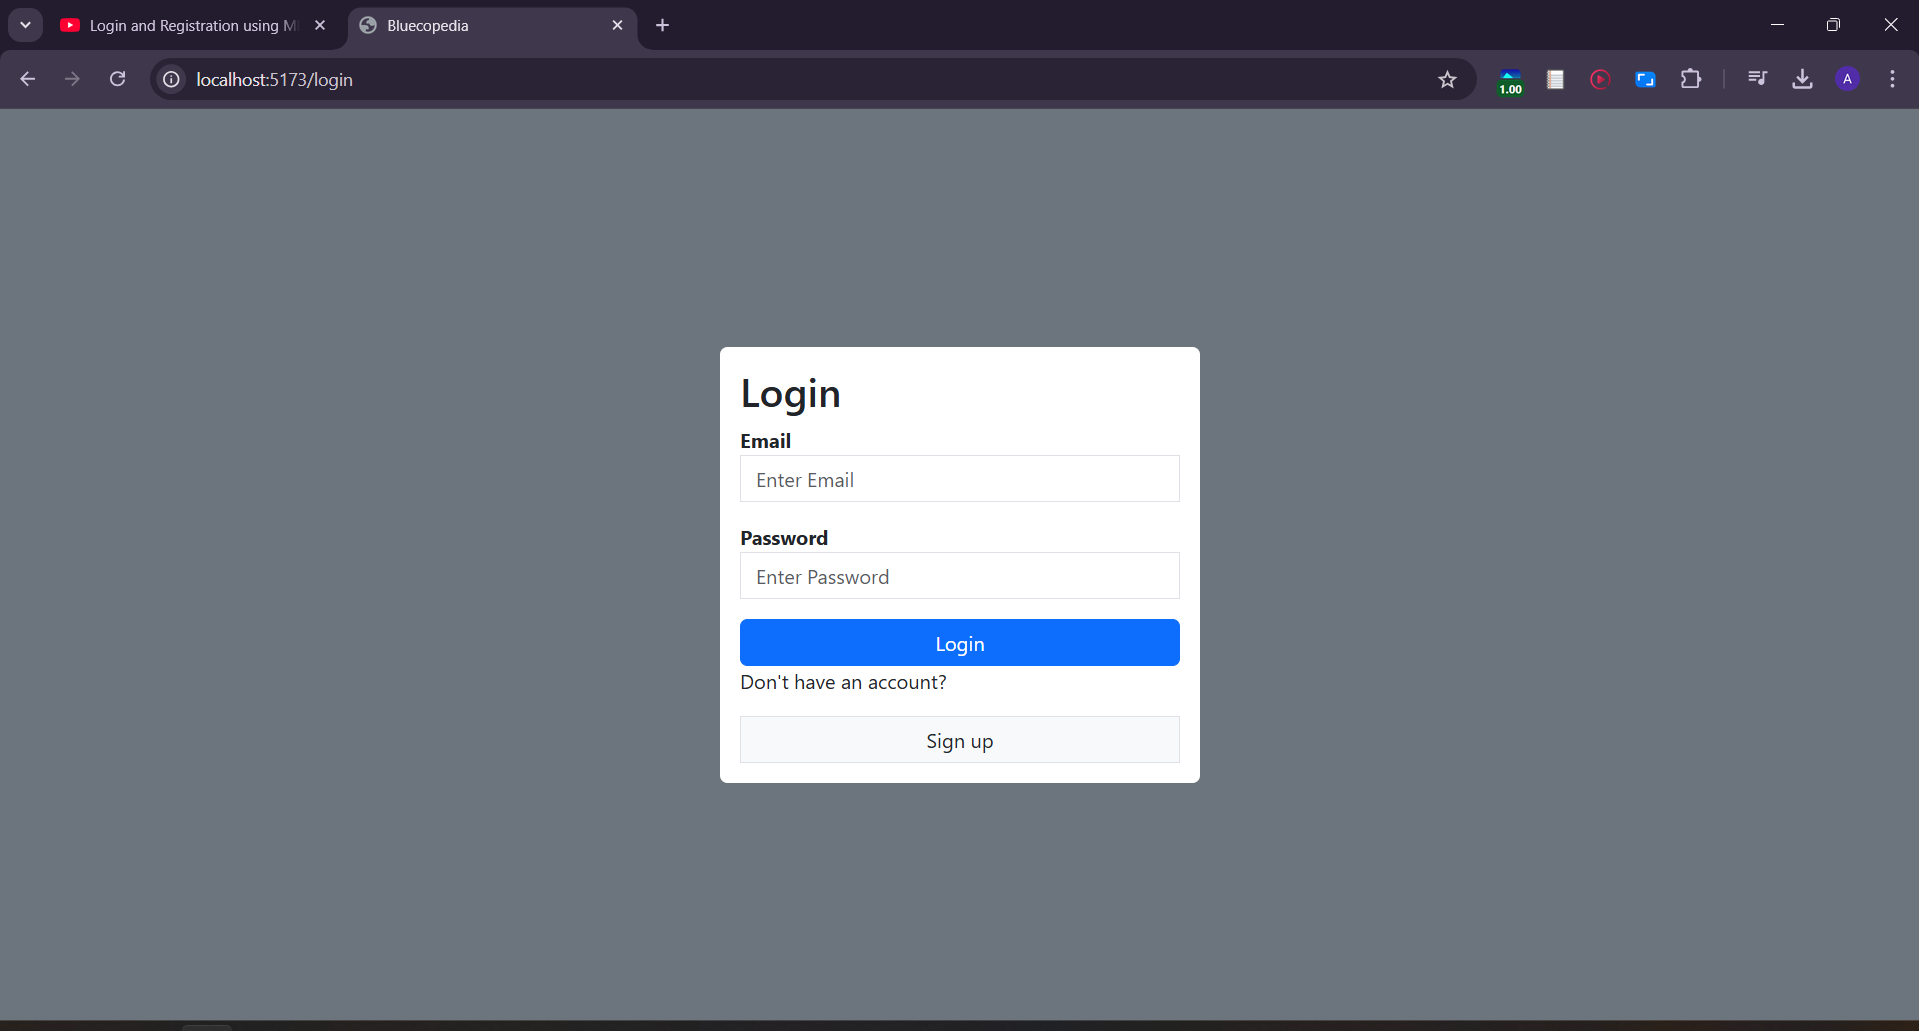 Login and Registration using M
Bluecopedia
localhost:5173/login
1.00
A
Login
Email
Enter Email
Password
Enter Password
Login
Don't have an account?
Sign up